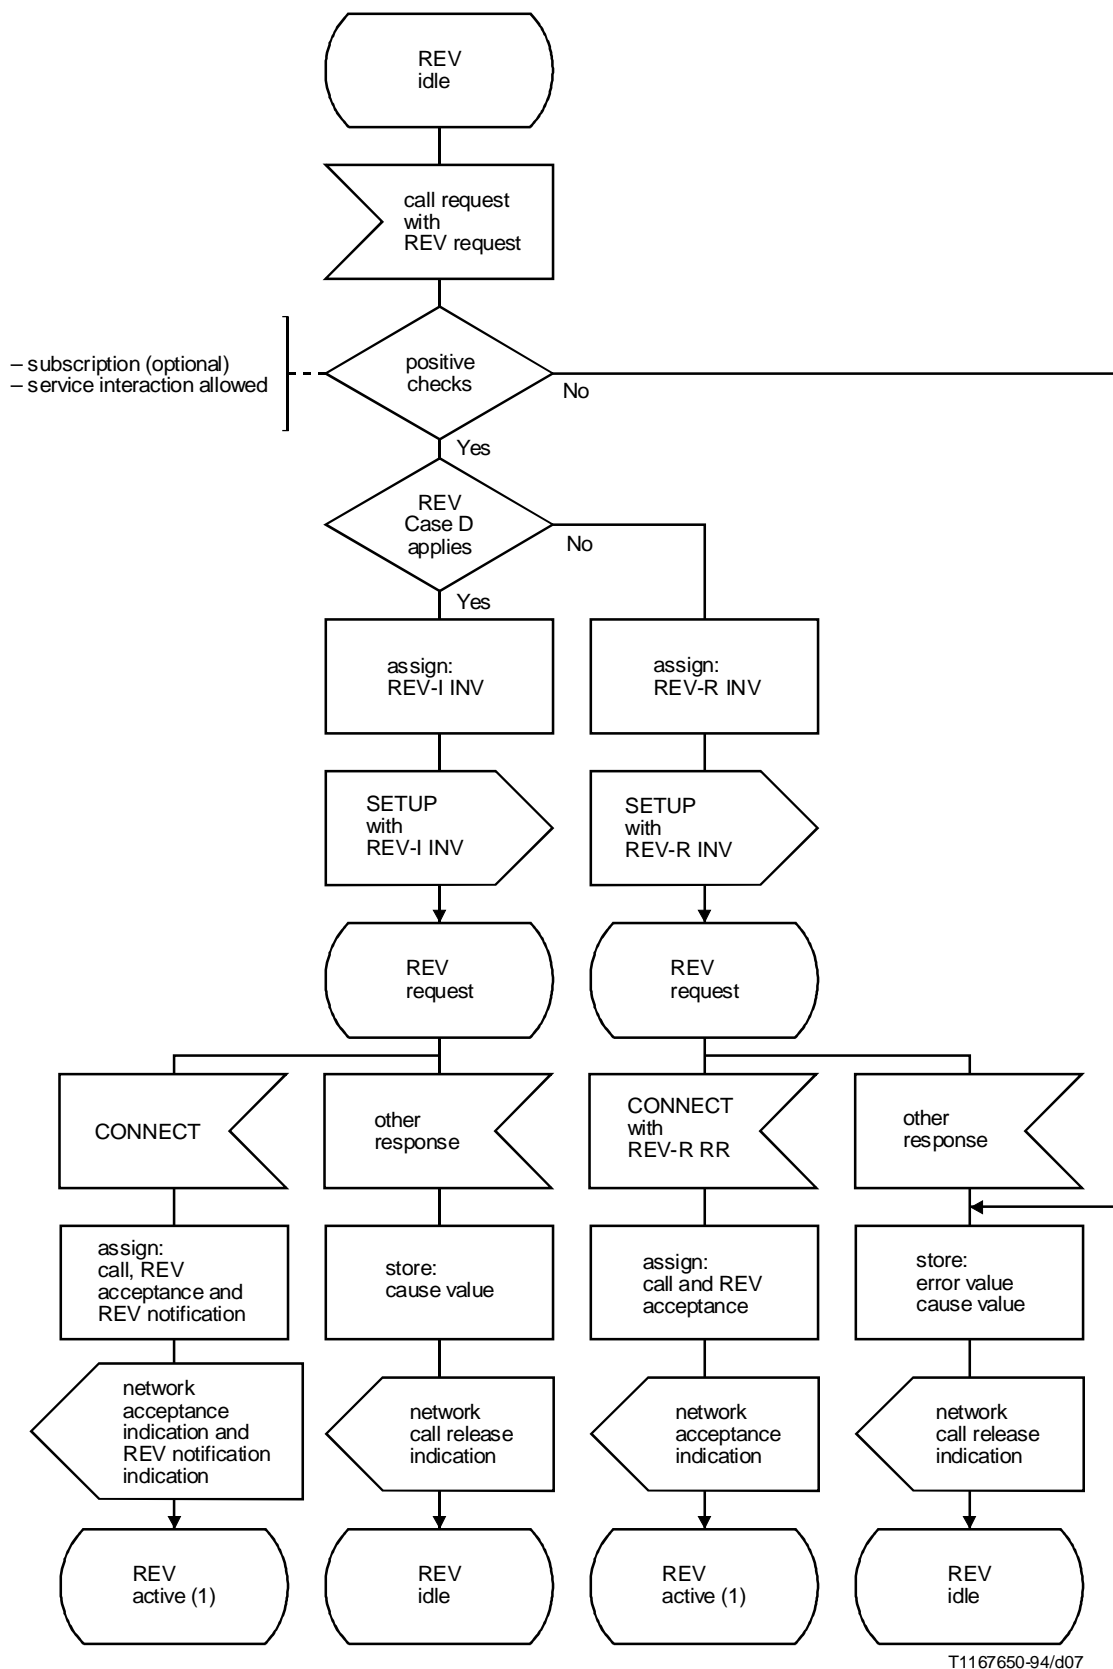 REV
idle
call request
with
REV request
– subscription (optional)
– service interaction allowed
positive
checks
No
Yes
REV
Case D
applies
No
Yes
assign:
REV-I INV
assign:
REV-R INV
SETUP
with
REV-I INV
SETUP
with
REV-R INV
REV
request
REV
request
CONNECT
other
response
CONNECT
with
REV-R RR
other
response
assign:
call, REV
acceptance and
REV notification
store:
cause value
assign:
call and REV
acceptance
store:
error value
cause value
network
acceptance
indication and
REV notification
indication
network
call release
indication
network
acceptance
indication
network
call release
indication
REV
active (1)
REV
idle
REV
active (1)
REV
idle
T1167650-94/d07